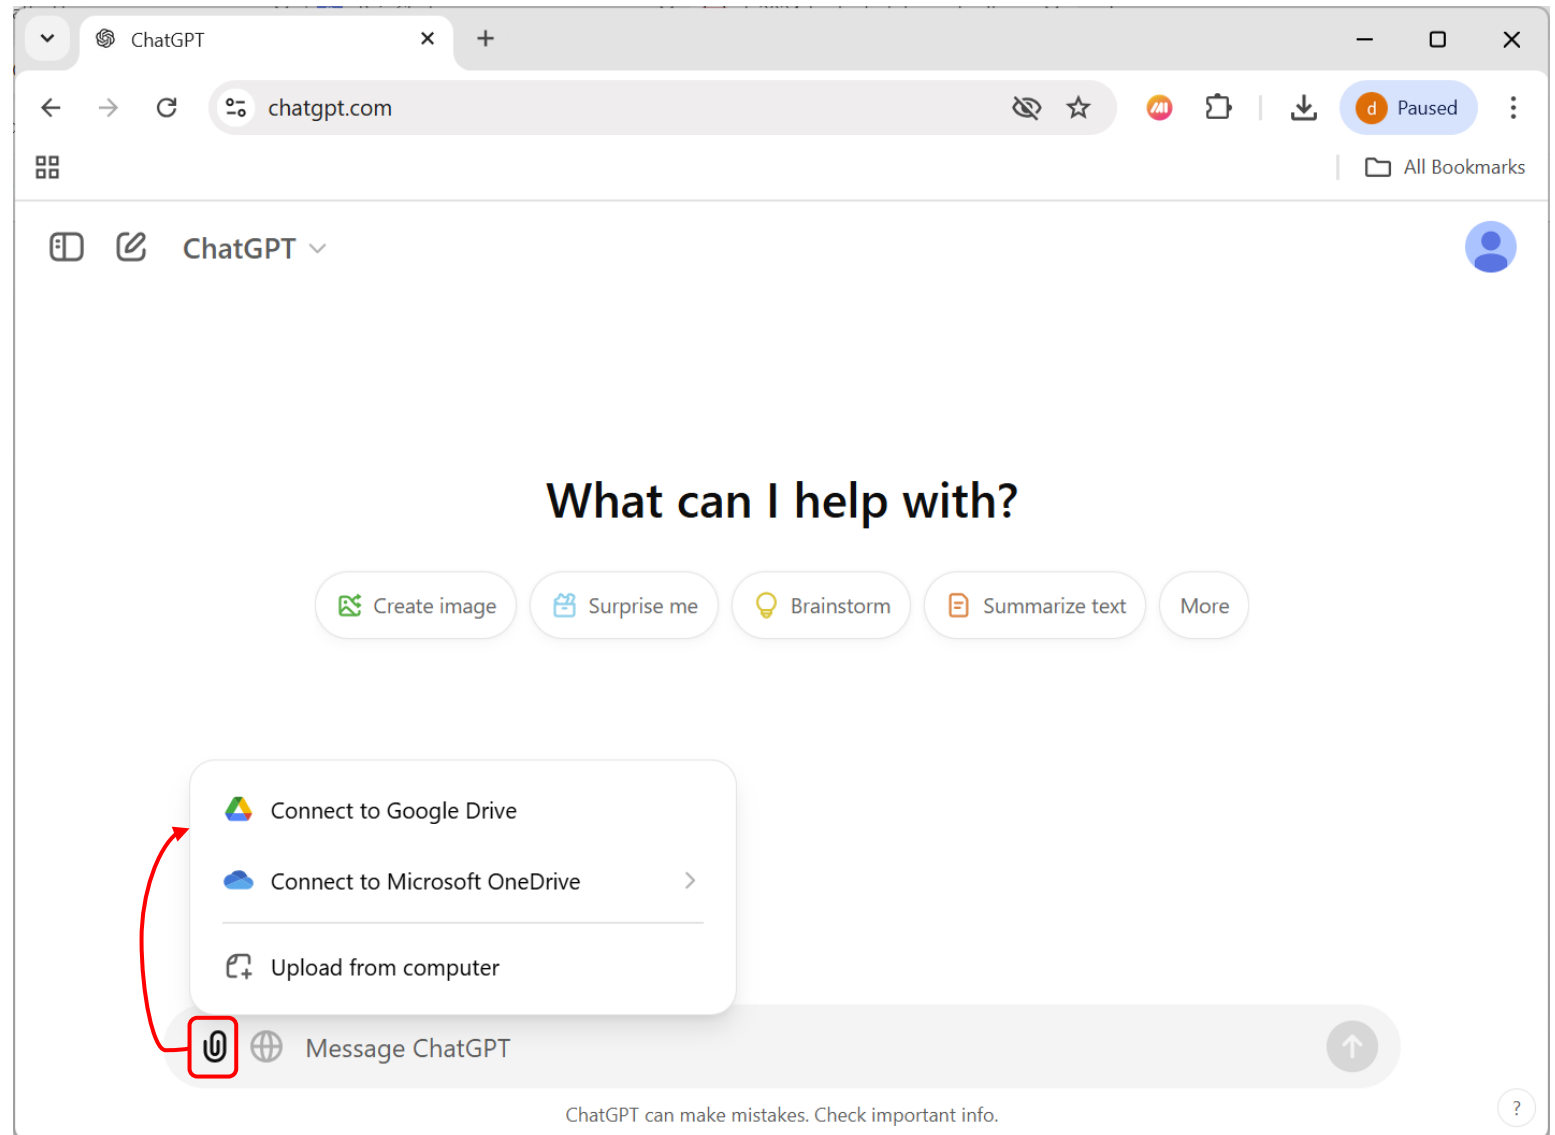 ChatGPT
chatgpt.com
d Paused
All Bookmarks
ChatGPT
What can I help with?
Create image Surprise me Brainstorm Summarize text More
Connect to Google Drive
Connect to Microsoft OneDrive
Upload from computer
Message ChatGPT
ChatGPT can make mistakes. Check important info.
?